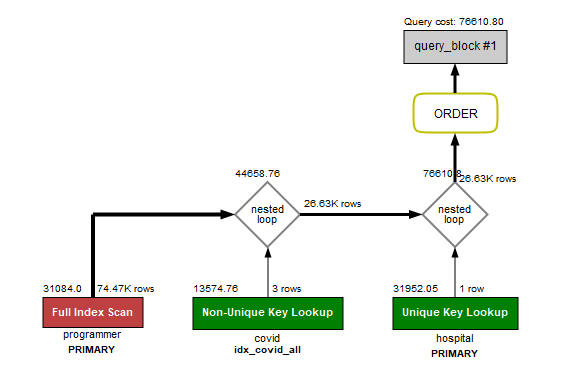 Query cost: 76610.80
query_block #1
ORDER
44658.76
76610.8
26.63K rows
nested
loop
26.63K rows
nested
loop
31084.0
74.47K rows
13574.76
3 rows
31952.05
1 row
Full Index Scan
Non-Unique Key Lookup
Unique Key Lookup
programmer
covid
hospital
PRIMARY
idx_covid_all
PRIMARY